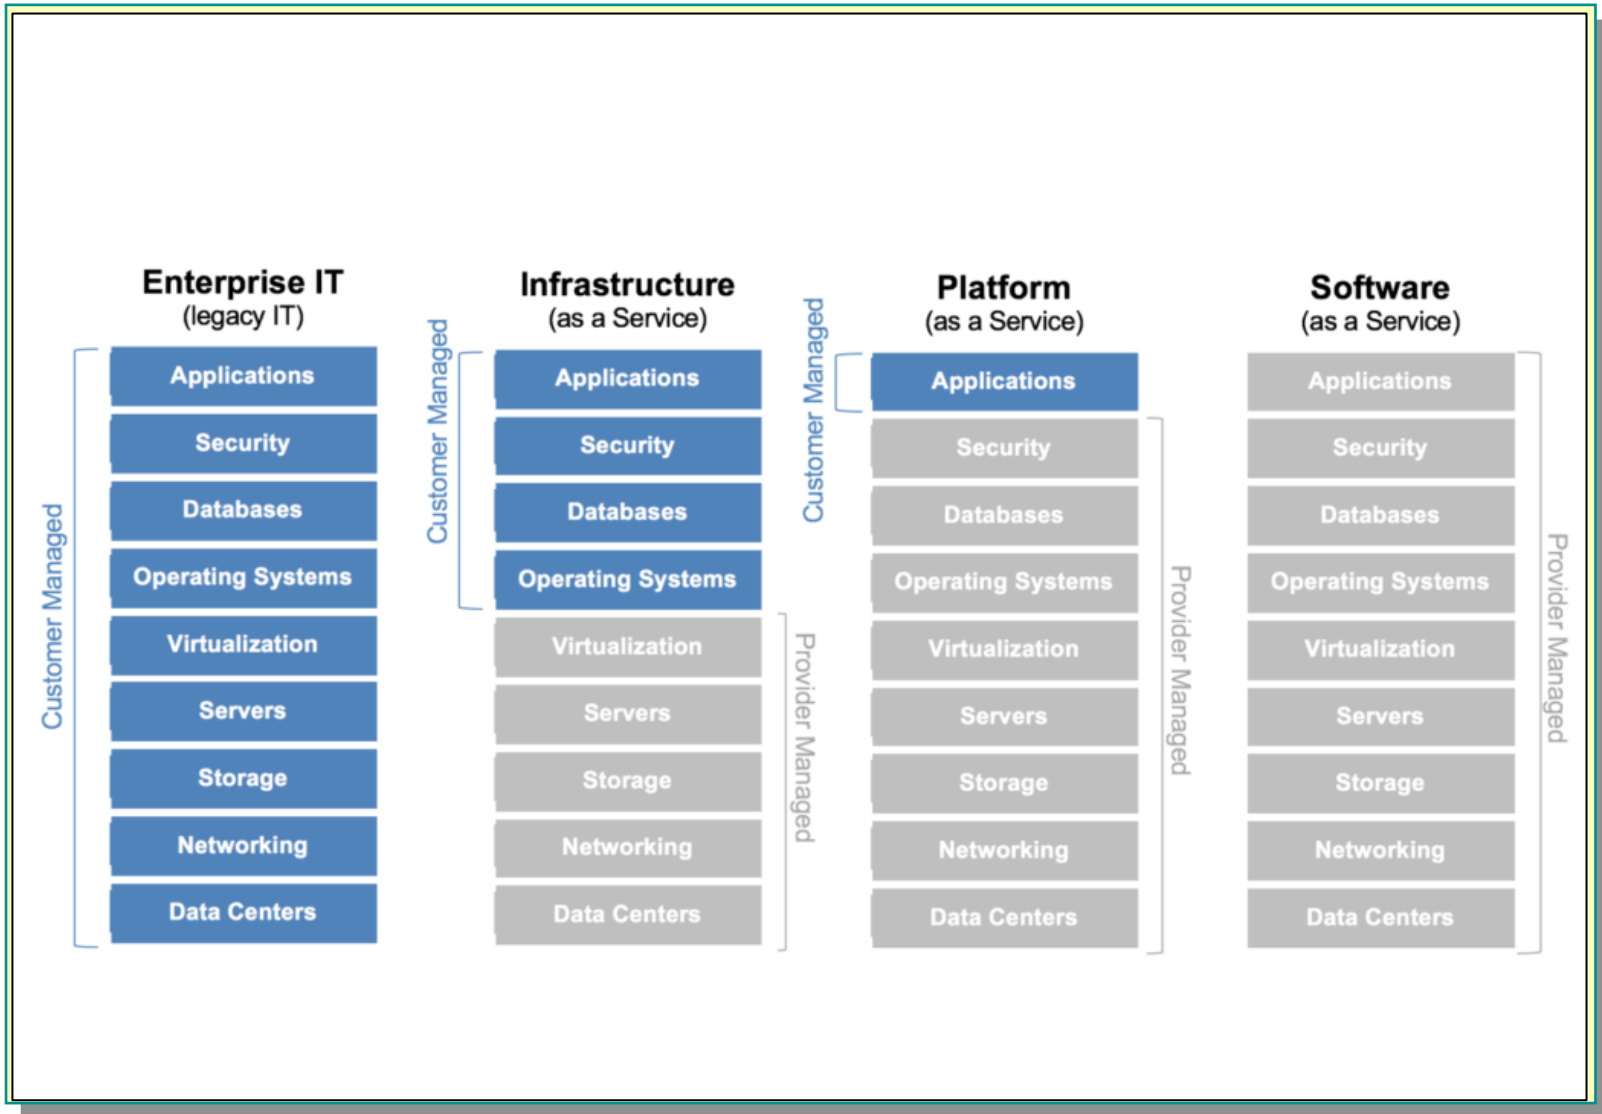 Enterprise IT
(legacy IT)
Customer Managed
Applications
Security
Databases
Operating Systems
Virtualization
Servers
Storage
Networking
Data Centers
Infrastructure
(as a Service)
Customer Managed
Applications
Security
Databases
Operating Systems
Virtualization
Servers
Storage
Networking
Data Centers
Provider Managed
Platform
(as a Service)
Customer Managed
Applications
Security
Databases
Operating Systems
Virtualization
Servers
Storage
Networking
Data Centers
Provider Managed
Software
(as a Service)
Applications
Security
Databases
Operating Systems
Virtualization
Servers
Storage
Networking
Data Centers
Provider Managed